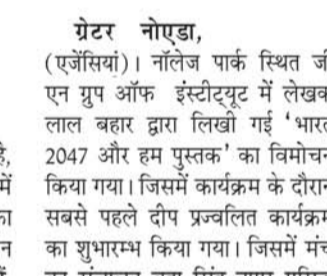 ग्रेटर नोएडा,
(एजेंसियां)। नॉलेज पार्क स्थित
एन ग्रुप ऑफ इंस्टीट्यूट में लेखक
लाल बहार द्वारा लिखी गई 'भारत
है, 2047 और हम पुस्तक' का विमोचन
में किया गया। जिसमें कार्यक्रम के दौरान
का सबसे पहले दीप प्रज्वलित कार्यक्रम
न का शुभारम्भ किया गया। जिसमें मंच